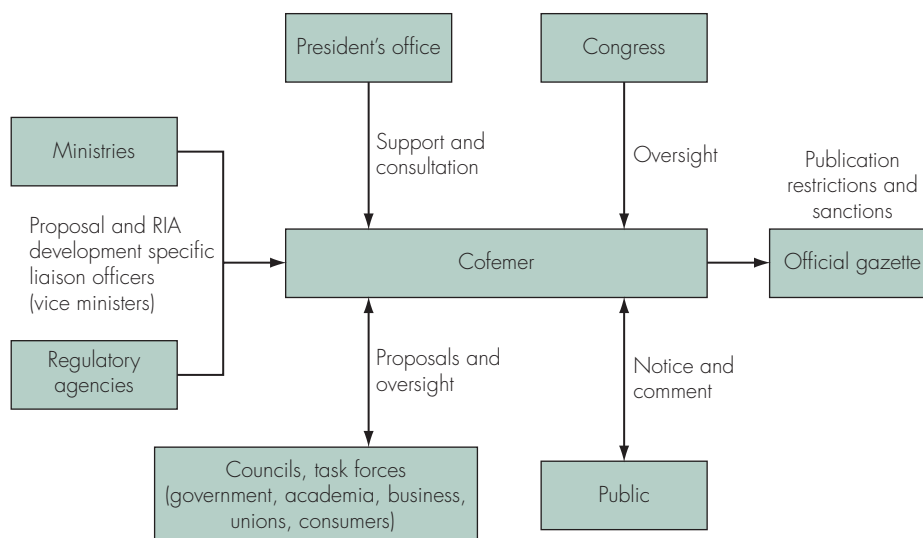 President's office
Congress
Ministries
Support and
consultation
Oversight
Publication
restrictions and
sanctions
Proposal and RIA
development specific
liaison officers
(vice ministers)
Cofemer
Official gazette
Regulatory
agencies
Proposals and
oversight
Notice and
comment
Councils, task forces
(government, academia, business,
unions, consumers)
Public